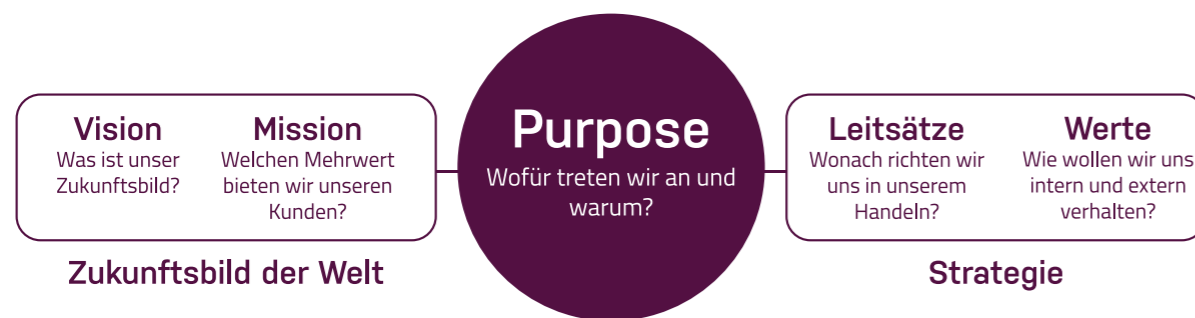 Vision
Was ist unser
Zukunftsbild?
Mission
Welchen Mehrwert
bieten wir unseren
Kunden?
Zukunftsbild der Welt
Purpose
Wofür treten wir an und
warum?
Leitsätze
Wonach richten wir
uns in unserem
Handeln?
Werte
Wie wollen wir uns
intern und extern
verhalten?
Strategie